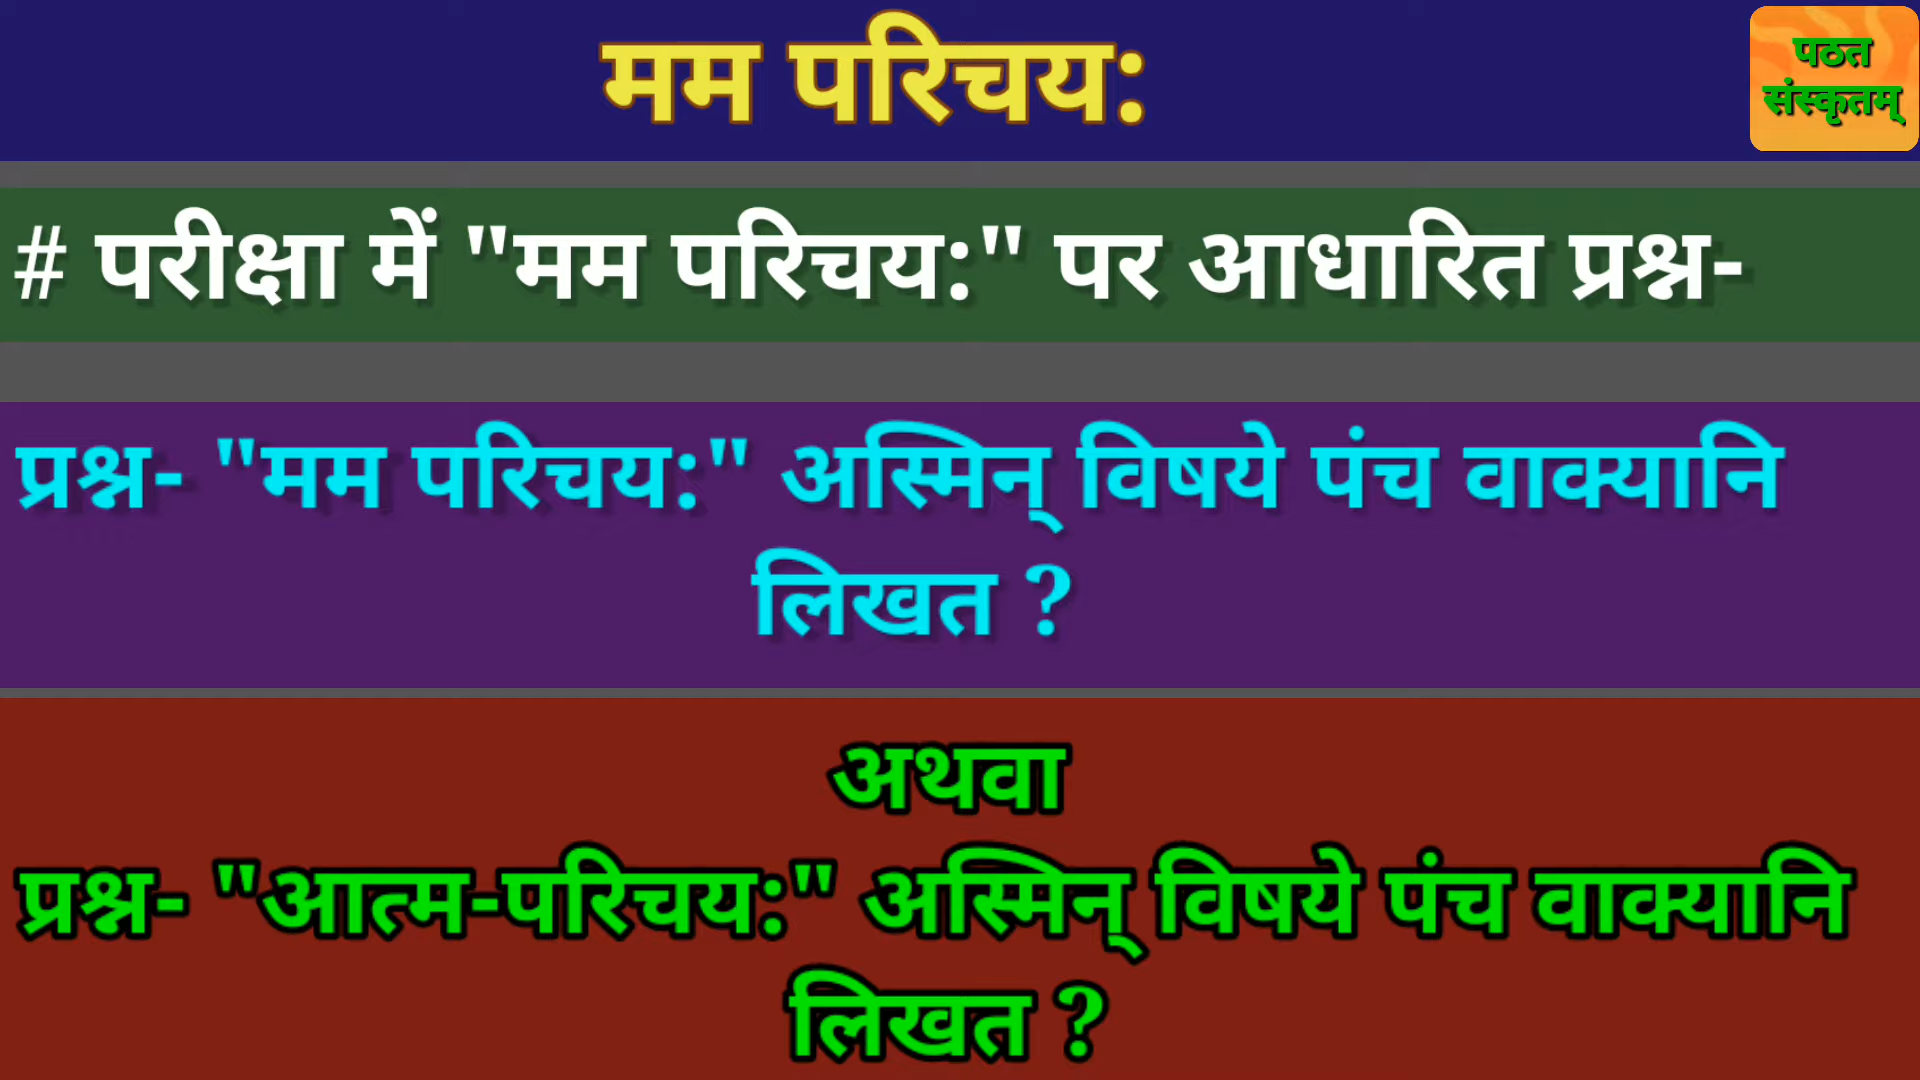 मम परिचय:
पठत
संस्कृतम्
# परीक्षा में "मम परिचय:" पर आधारित प्रश्न-
प्रश्न- "मम परिचय:" अस्मिन् विषये पंच वाक्यानि
लिखत ?
अथवा
प्रश्न- "आत्म-परिचय:" अस्मिन् विषये पंच वाक्यानि
लिखत ?